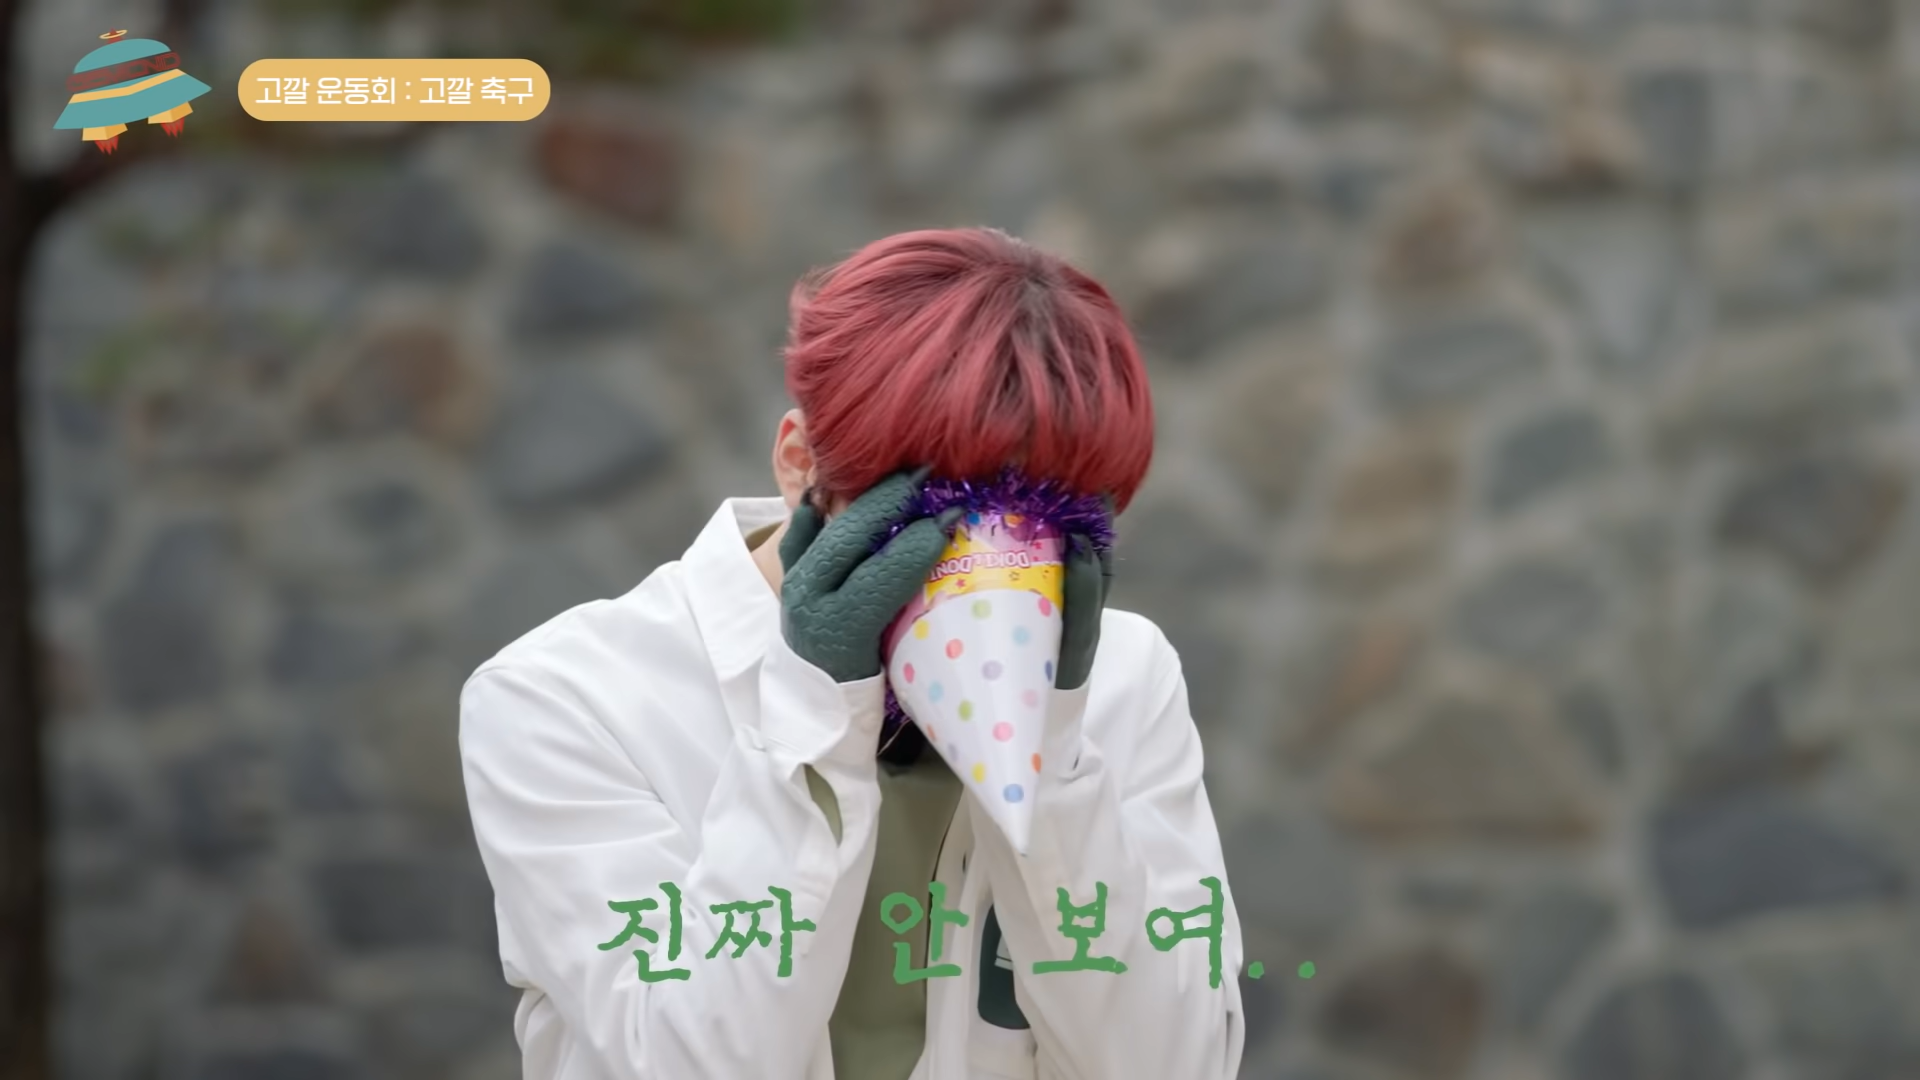 고깔 운동회 : 고깔 축구
진짜 안 보여..